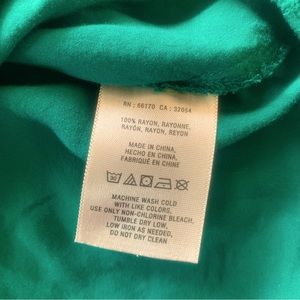 RN : 66170 CA : 32054
100% RAYON, RAYONNE,
RAYÓN, RAYON, REYON
MADE IN CHINA,
HECHO EN CHINA,
FABRIQUÉ EN CHINE
MACHINE WASH COLD
WITH LIKE COLORS,
USE ONLY NON-CHLORINE BLEACH,
TUMBLE DRY LOW,
LOW IRON AS NEEDED,
DO NOT DRY CLEAN